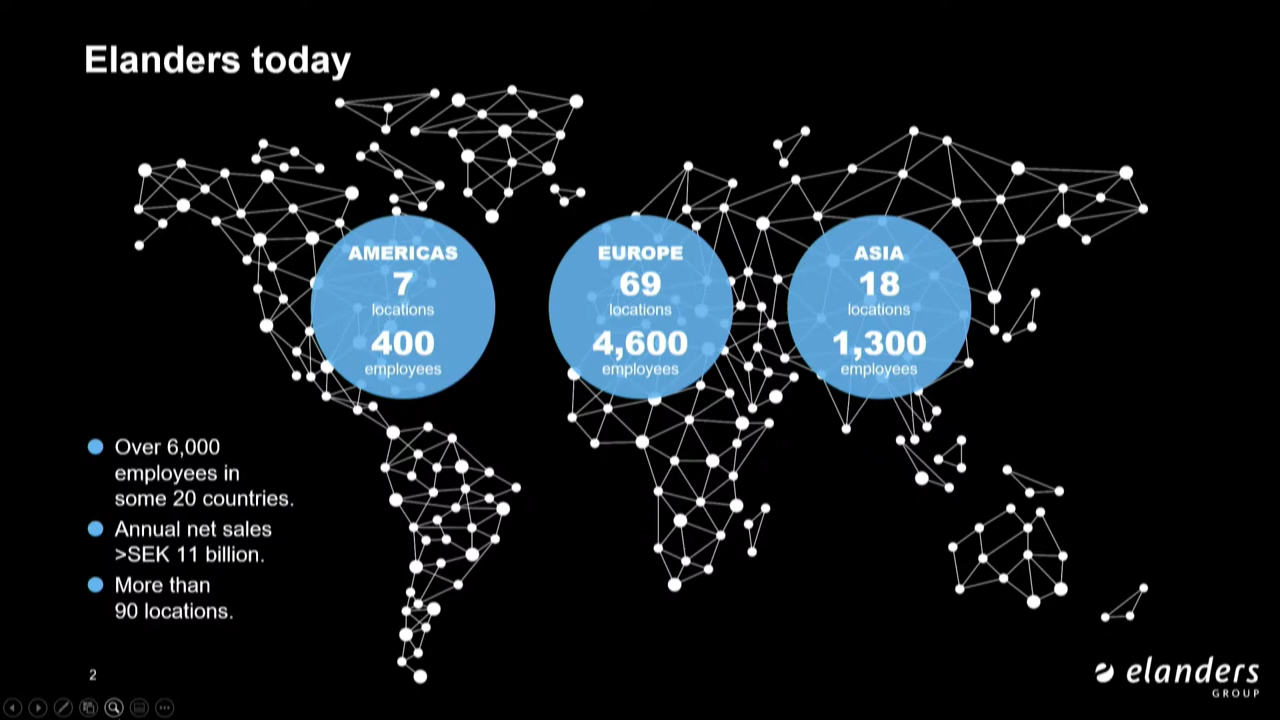 Elanders today
AMERICAS
7
locations
400
employees
EUROPE
69
locations
4,600
employees
ASIA
18
locations
1,300
employees
Over 6,000
employees in
some 20 countries.
Annual net sales
>SEK 11 billion.
More than
90 locations.
2
elanders
GROUP